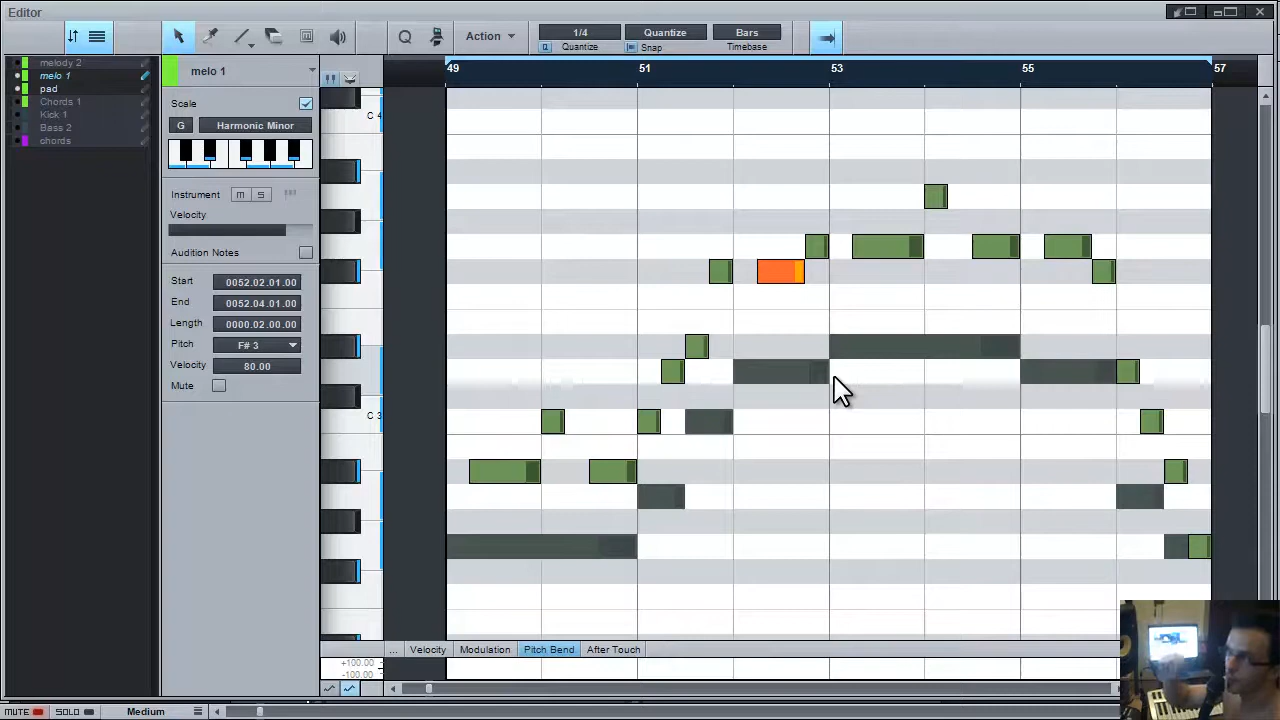 Editor
Action
1/4
Quantize
Bars
Quantize
Snap
Timebase
melody 2
melo 1
pad
Chords 1
Kick 1
Bass 2
chords
melo 1
49 51 53 55 57
Scale
G Harmonic Minor
Instrument m s
Velocity
Audition Notes
Start 0052.02.01.00
End 0052.04.01.00
Length 0000.02.00.00
Pitch F# 3
Velocity 80.00
Mute
C 4
C 3
... Velocity Modulation Pitch Bend After Touch
+100.00
-100.00
MUTE SOLO Medium